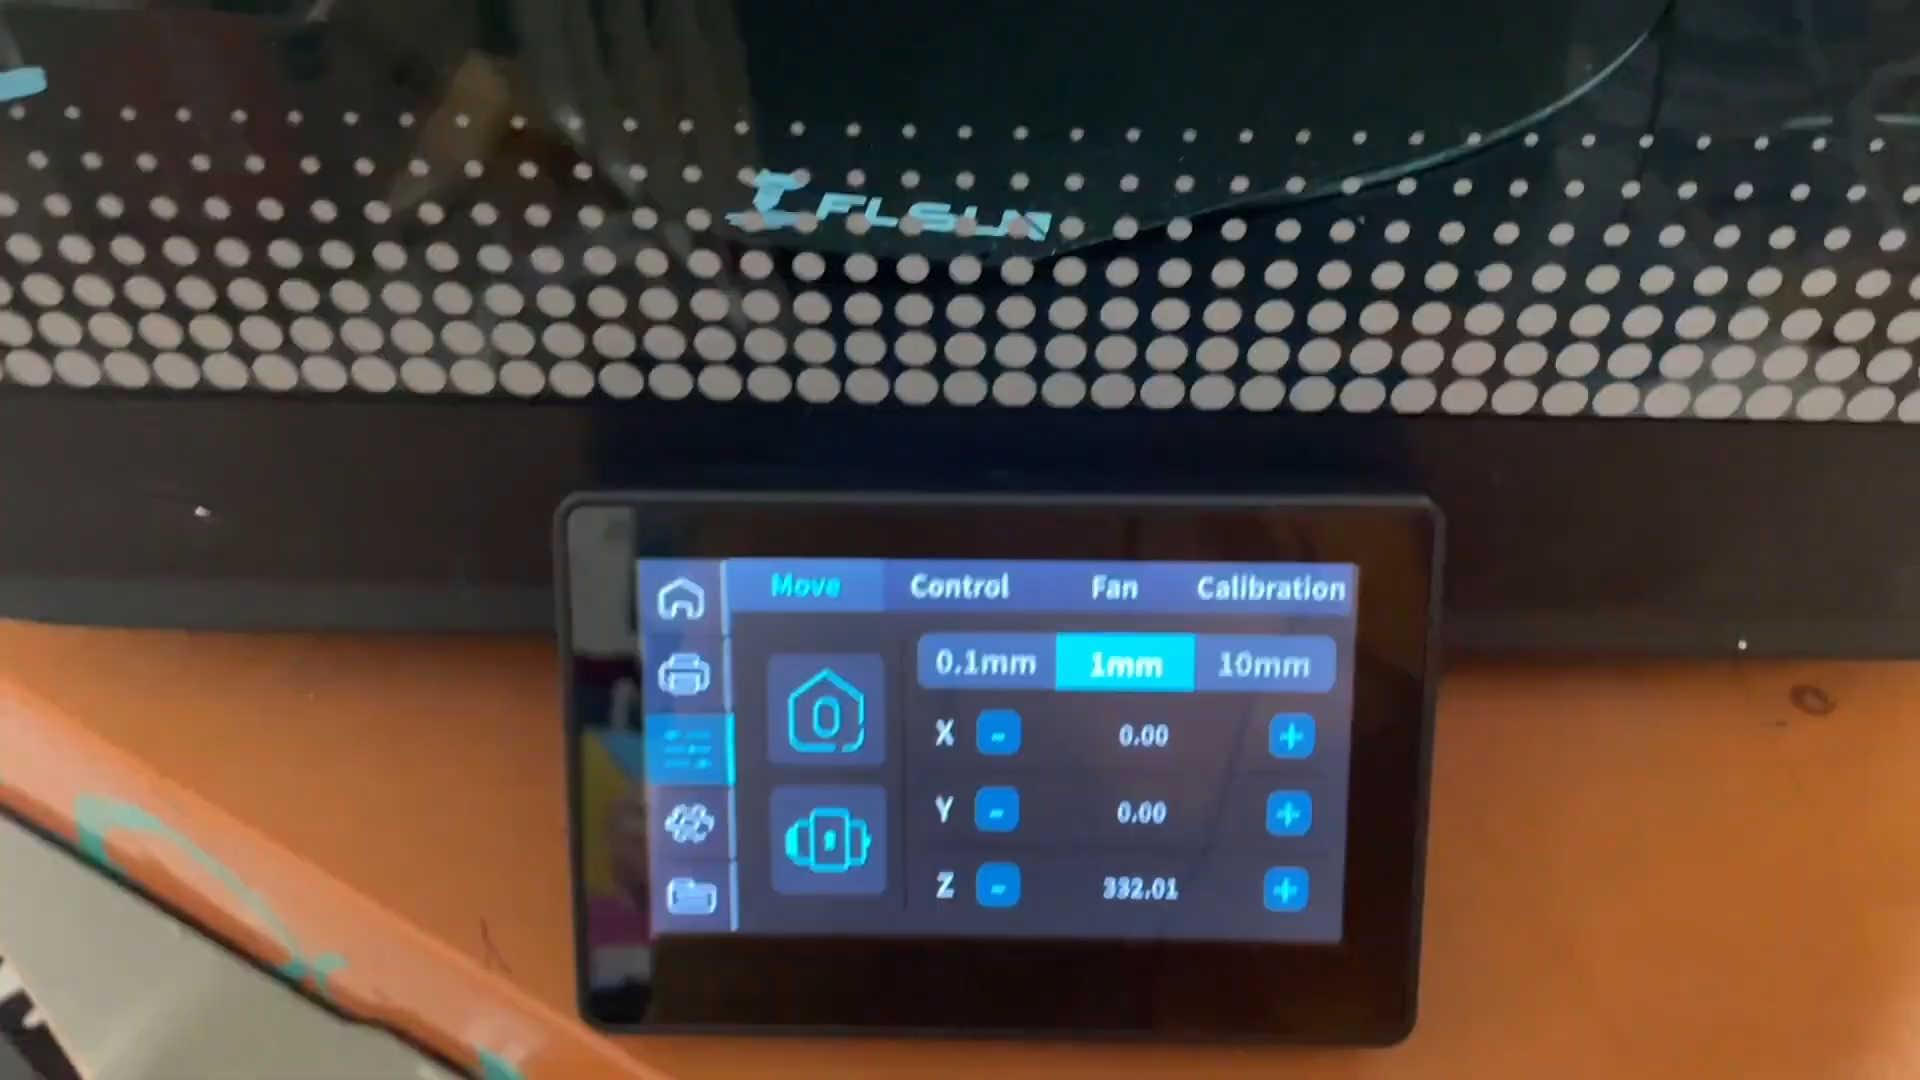 FLSUN
Move Control Fan Calibration
0.1mm 1mm 10mm
X - 0.00 +
Y - 0.00 +
Z - 332.01 +